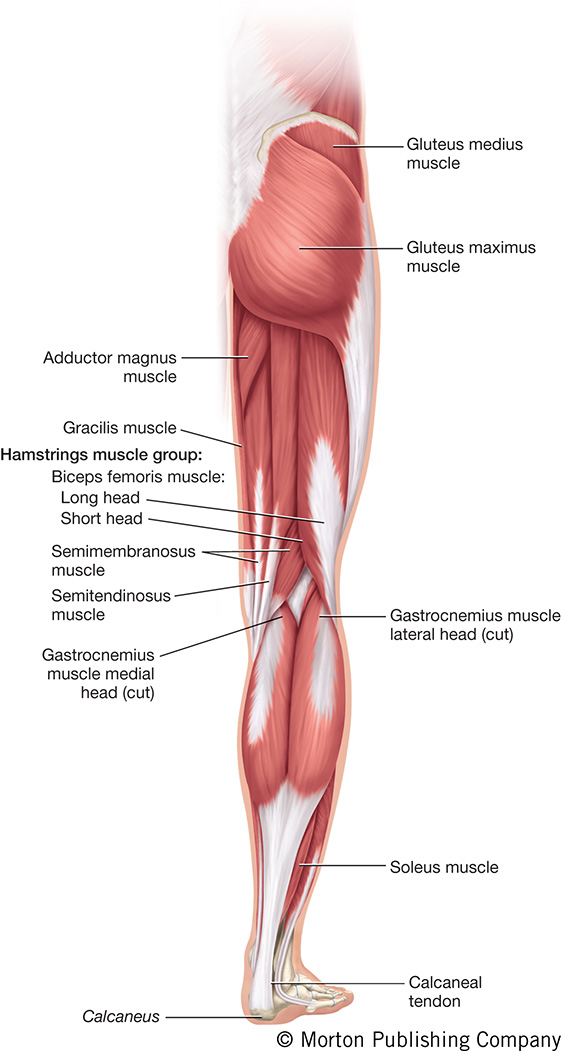 Gluteus medius
muscle
Gluteus maximus
muscle
Adductor magnus
muscle
Gracilis muscle
Hamstrings muscle group:
Biceps femoris muscle:
Long head
Short head
Semimembranosus
muscle
Semitendinosus
muscle
Gastrocnemius muscle
lateral head (cut)
Gastrocnemius
muscle medial
head (cut)
Soleus muscle
Calcaneal
tendon
Calcaneus
© Morton Publishing Company